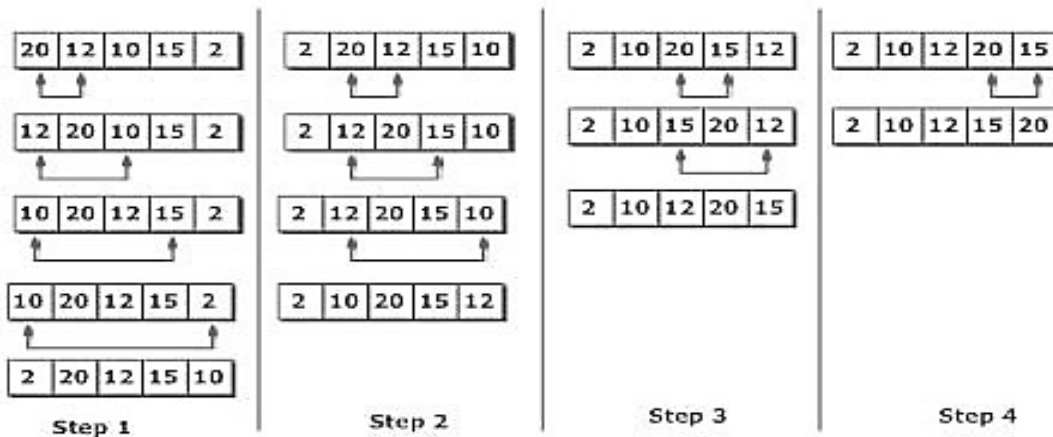 20 12 10 15 2
12 20 10 15 2
10 20 12 15 2
10 20 12 15 2
2 20 12 15 10
Step 1
2 20 12 15 10
2 12 20 15 10
2 12 20 15 10
2 10 20 15 12
Step 2
2 10 20 15 12
2 10 15 20 12
2 10 12 20 15
Step 3
2 10 12 20 15
2 10 12 15 20
Step 4